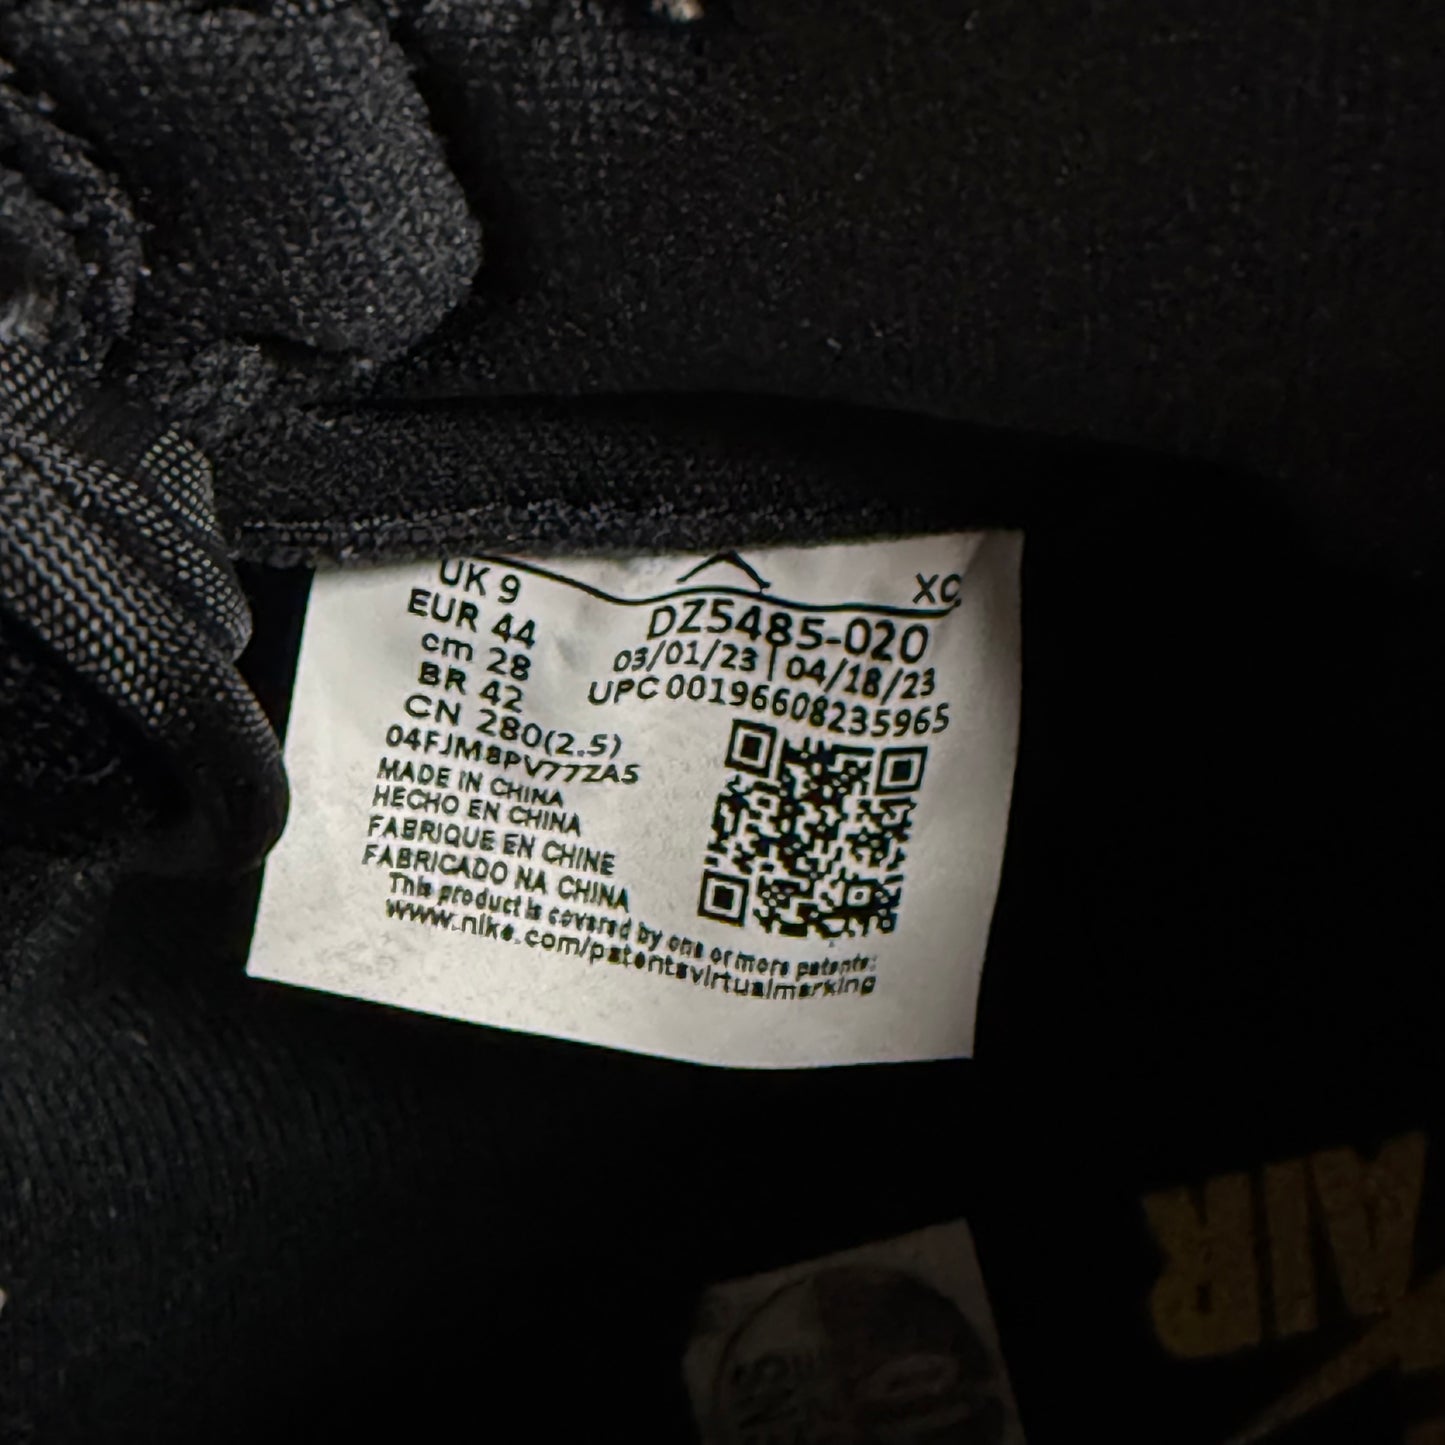 UK 9
EUR 44
cm 28
BR 42
CN 280(2.5)
04FJM8PV77ZA5
MADE IN CHINA
HECHO EN CHINA
FABRIQUE EN CHINE
FABRICADO NA CHINA
XC
DZ5485-020
03/01/23 | 04/18/23
UPC 00196608235965
This product is covered by one or more patents:
www.nike.com/patentsvirtualmarking
AIR